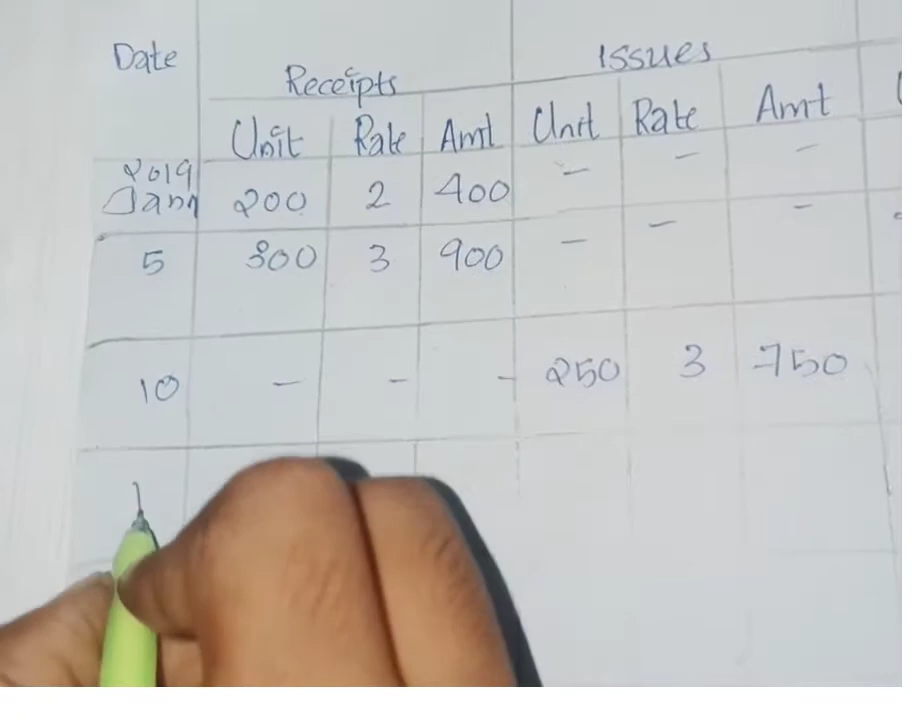 Date Receipts Issues
Unit Rate Amt Unit Rate Amt
2019
Jan 1 200 2 400 - - -
5 300 3 900 - - -
10 - - - 250 3 750
1